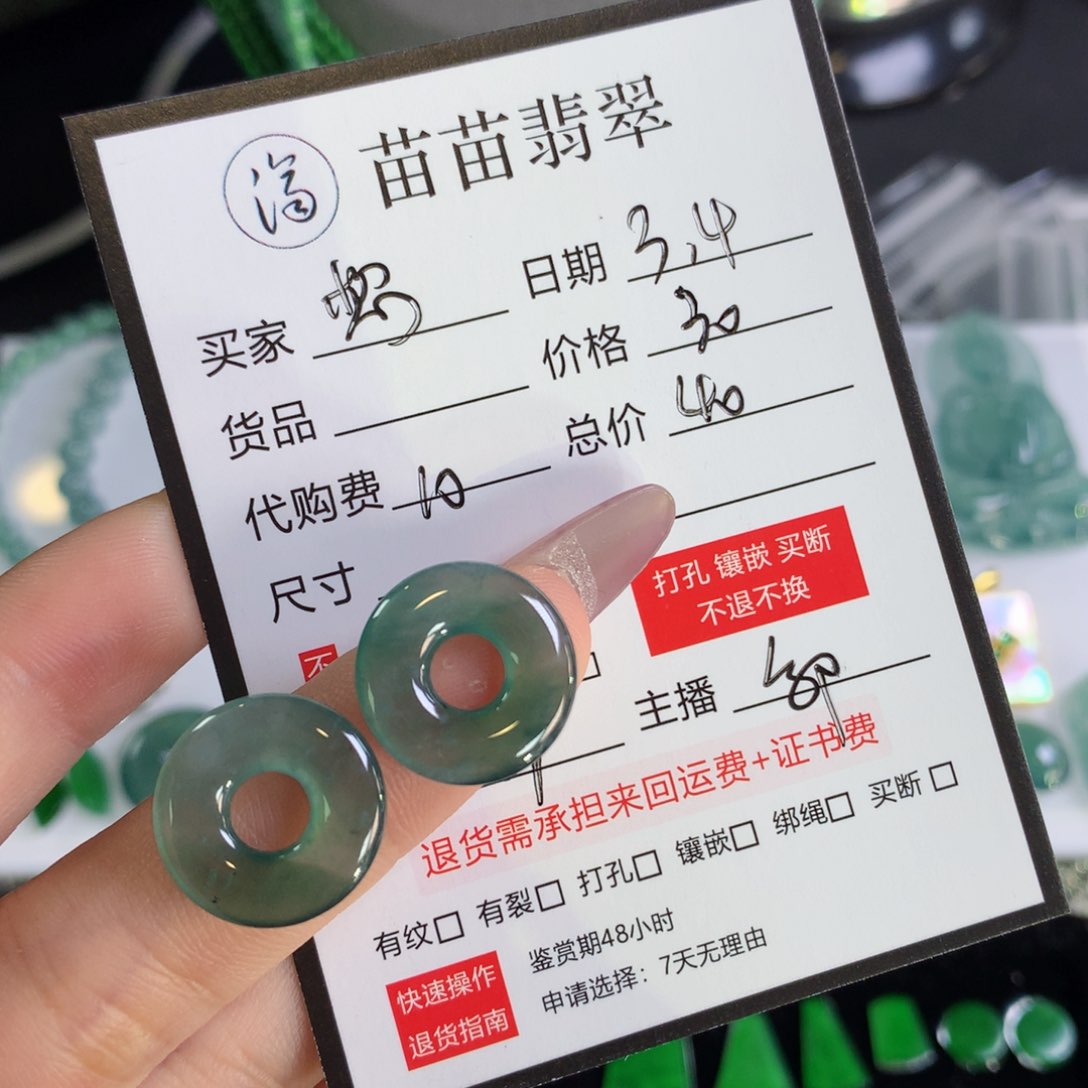 福
苗苗翡翠
买家
日期 3.4
货品
价格 30
代购费 10
总价 40
尺寸
打孔 镶嵌 买断
不退不换
不
主播
退货需承担来回运费+证书费
有纹□ 有裂□ 打孔□ 镶嵌□ 绑绳□ 买断□
快速操作
退货指南
鉴赏期48小时
申请选择：7天无理由